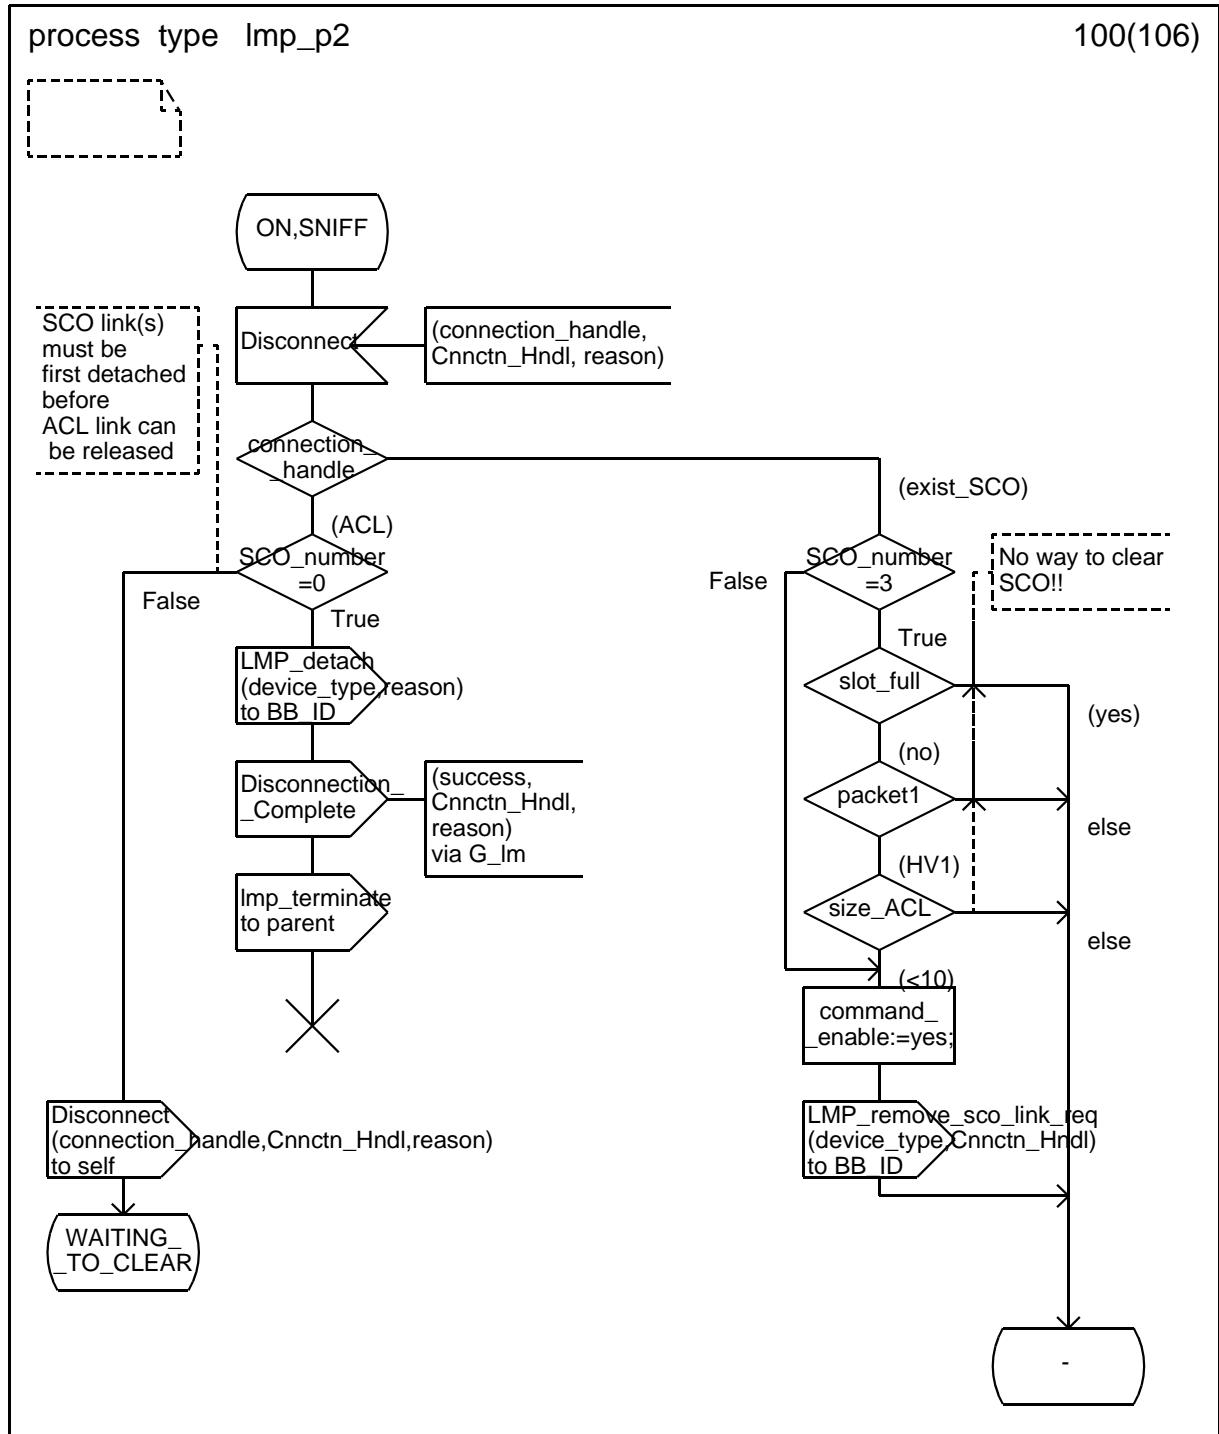 process type lmp_p2
100(106)
ON,SNIFF
SCO link(s)
must be
first detached
before
ACL link can
be released
Disconnect
(connection_handle,
Cnnctn_Hndl, reason)
connection_
_handle
(exist_SCO)
(ACL)
SCO_number
=0
False
True
SCO_number
=3
False
True
No way to clear
SCO!!
LMP_detach
(device_type,reason)
to BB_ID
slot_full
(yes)
(no)
Disconnection_
_Complete
(success,
Cnnctn_Hndl,
reason)
via G_lm
packet1
else
(HV1)
lmp_terminate
to parent
size_ACL
else
(<10)
command_
_enable:=yes;
Disconnect
(connection_handle,Cnnctn_Hndl,reason)
to self
LMP_remove_sco_link_req
(device_type,Cnnctn_Hndl)
to BB_ID
WAITING_
_TO_CLEAR
-